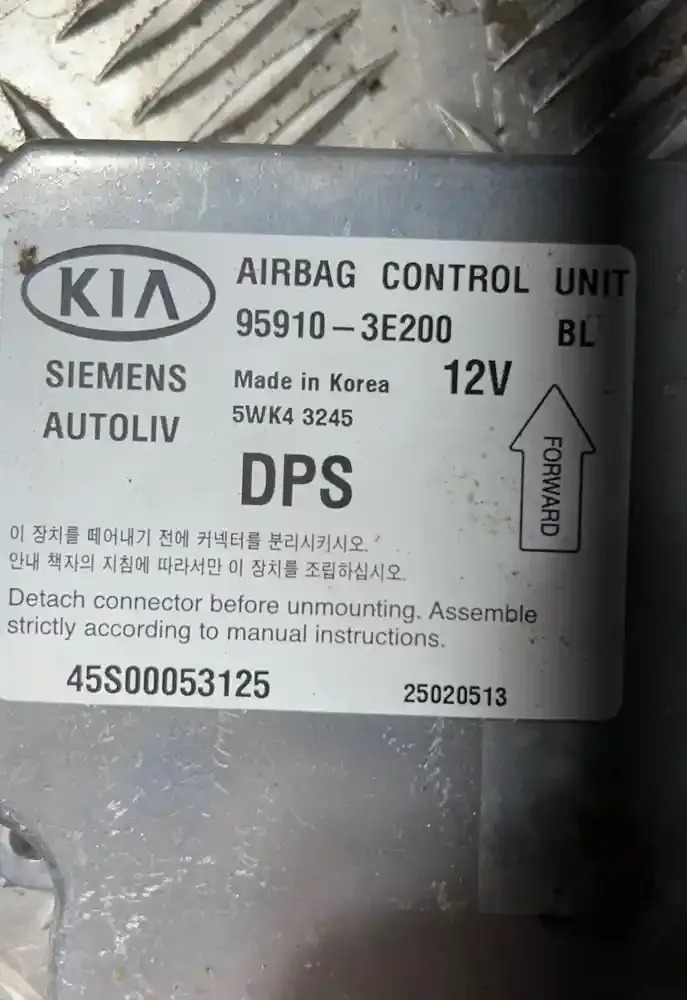 KIA
AIRBAG CONTROL UNIT
95910-3E200 BL
SIEMENS
AUTOLIV
Made in Korea 12V
5WK4 3245
DPS
FORWARD
이 장치를 떼어내기 전에 커넥터를 분리시키시오.
안내 책자의 지침에 따라서만 이 장치를 조립하십시오.
Detach connector before unmounting. Assemble
strictly according to manual instructions.
45S00053125 25020513